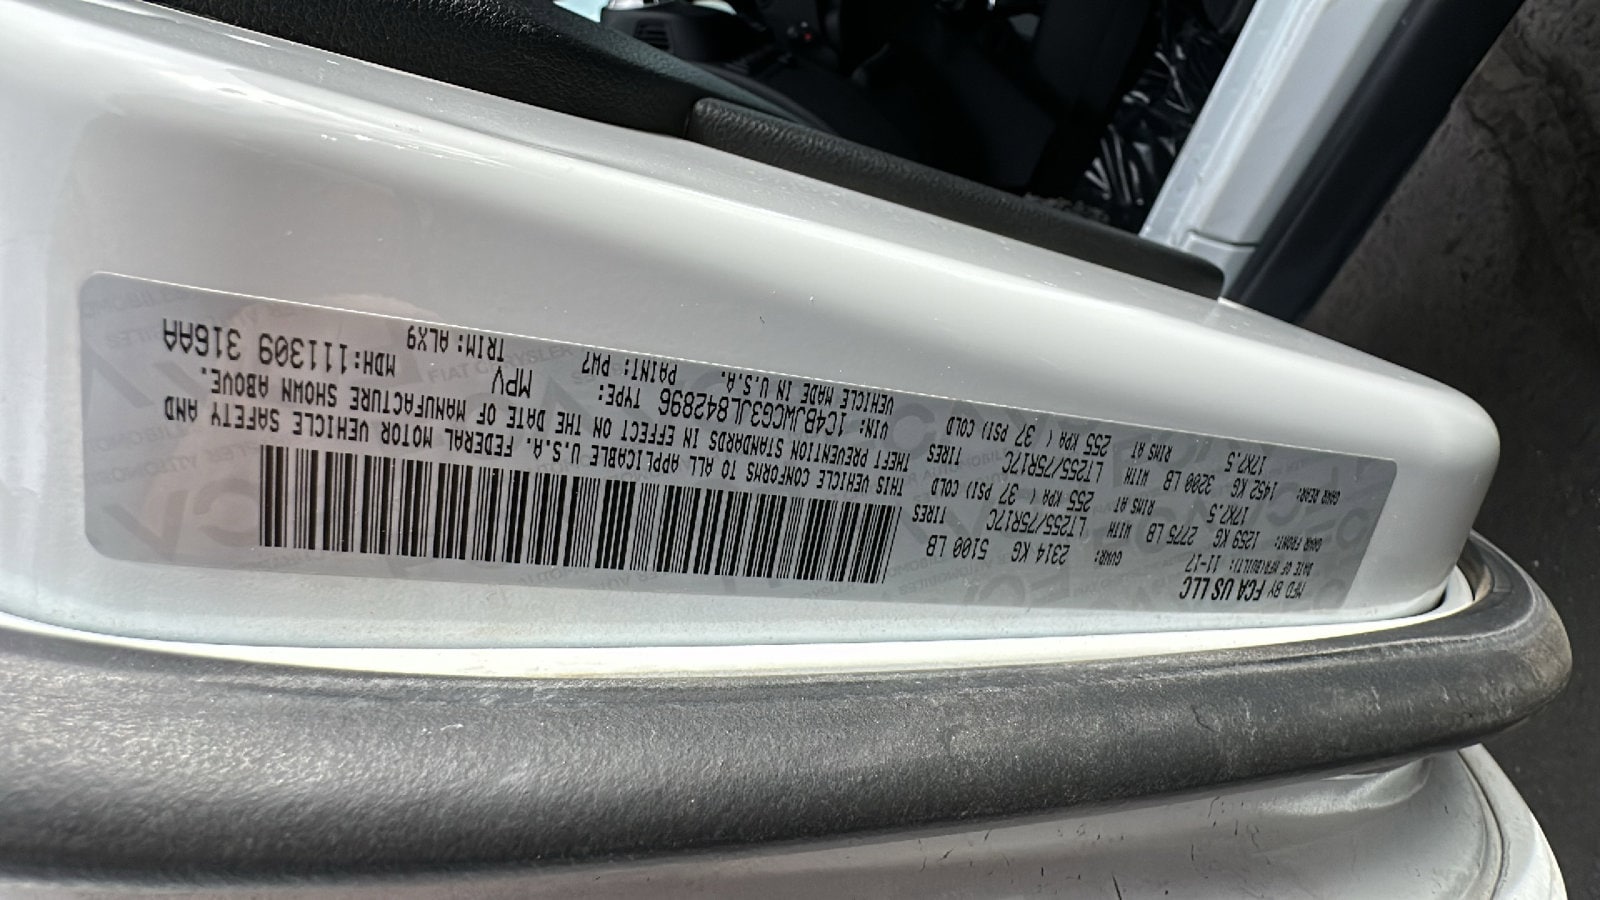 MFD BY FCA US LLC
DATE OF MFR(BUILT): 11-17 GVWR: 2314 KG 5100 LB
GAWR FRONT: 1259 KG 2775 LB WITH LT255/75R17C TIRES
17X7.5 RIMS AT 255 KPA ( 37 PSI) COLD
GAWR REAR: 1452 KG 3200 LB WITH LT255/75R17C TIRES
17X7.5 RIMS AT 255 KPA ( 37 PSI) COLD
THIS VEHICLE CONFORMS TO ALL APPLICABLE U.S.A. FEDERAL MOTOR VEHICLE SAFETY AND
THEFT PREVENTION STANDARDS IN EFFECT ON THE DATE OF MANUFACTURE SHOWN ABOVE.
VIN: 1C4BJWCG3JL842896 TYPE: MPV MDH:111309 316AA
VEHICLE MADE IN U.S.A. PAINT: PW7 TRIM: ALX9